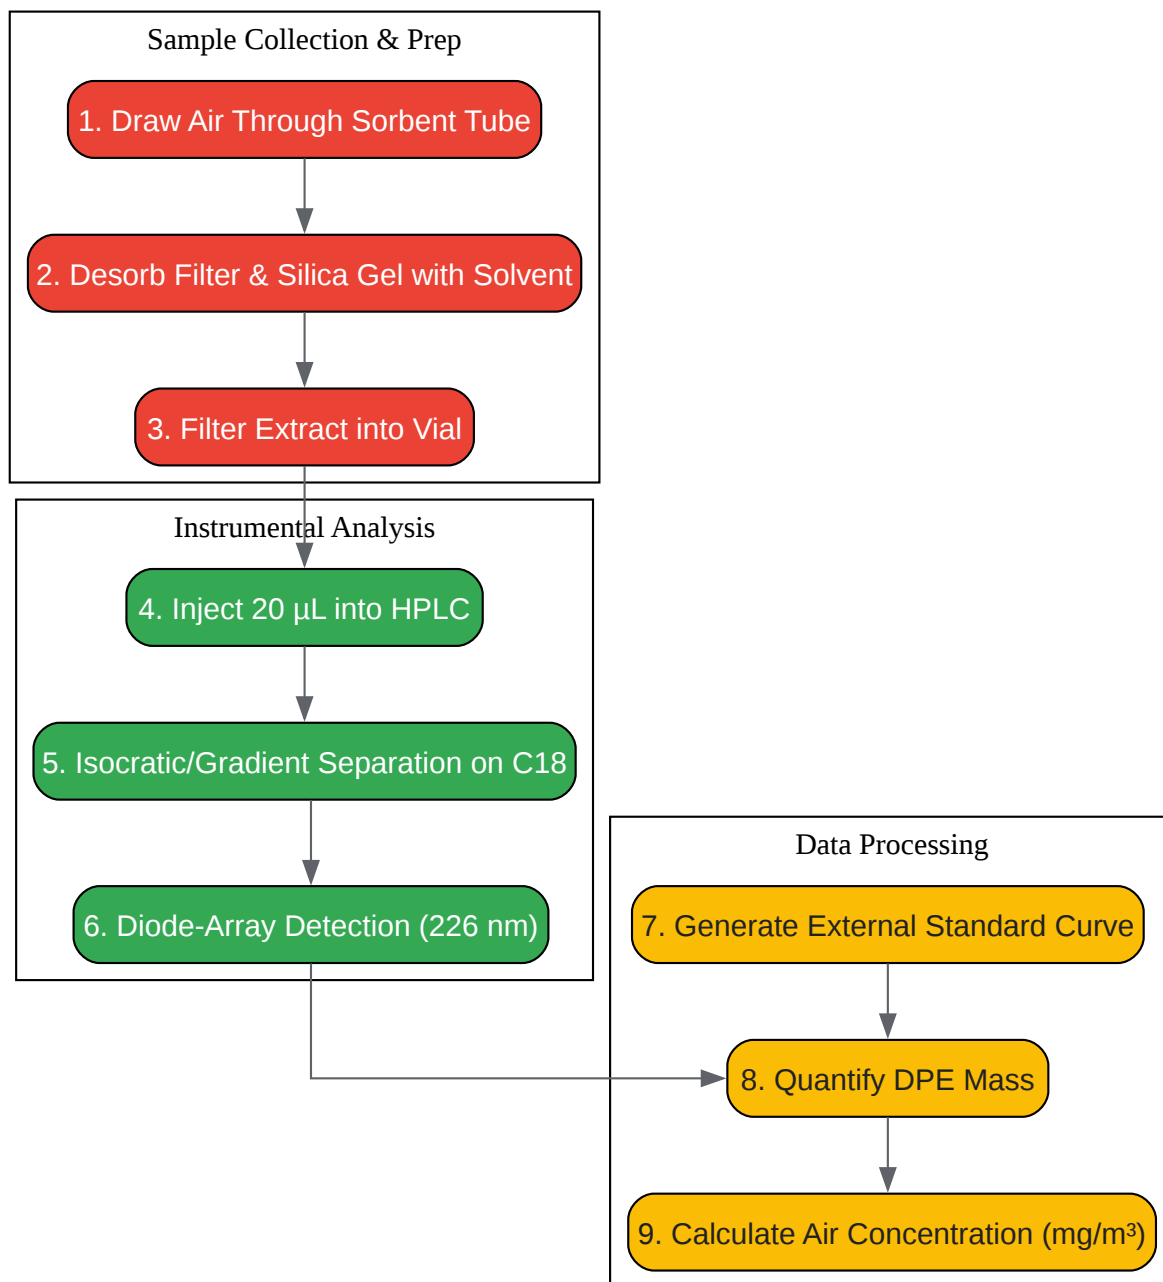 Sample Collection & Prep
1. Draw Air Through Sorbent Tube
2. Desorb Filter & Silica Gel with Solvent
3. Filter Extract into Vial
Instrumental Analysis
4. Inject 20 µL into HPLC
5. Isocratic/Gradient Separation on C18
6. Diode-Array Detection (226 nm)
Data Processing
7. Generate External Standard Curve
8. Quantify DPE Mass
9. Calculate Air Concentration (mg/m³)